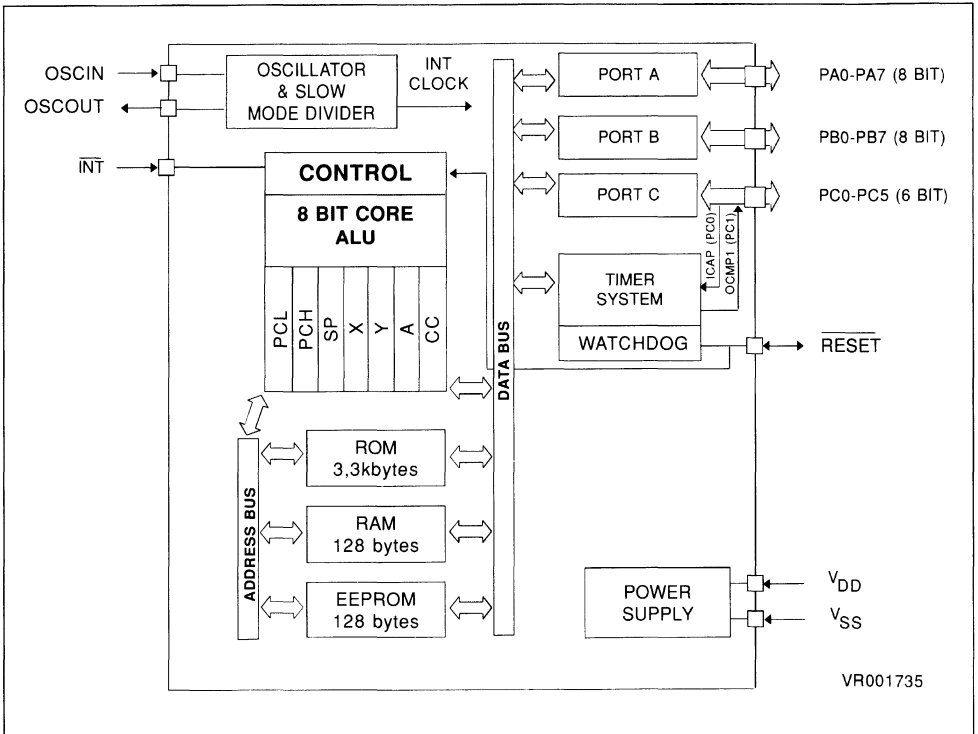 OSCIN
OSCOUT
OSCILLATOR
& SLOW
MODE DIVIDER
INT
CLOCK
INT
CONTROL
8 BIT CORE
ALU
PCL
PCH
SP
X
Y
A
CC
ADDRESS BUS
ROM
3,3kbytes
RAM
128 bytes
EEPROM
128 bytes
DATA BUS
PORT A
PA0-PA7 (8 BIT)
PORT B
PB0-PB7 (8 BIT)
PORT C
PC0-PC5 (6 BIT)
ICAP (PC0)
OCMP1 (PC1)
TIMER
SYSTEM
WATCHDOG
RESET
POWER
SUPPLY
VDD
VSS
VR001735